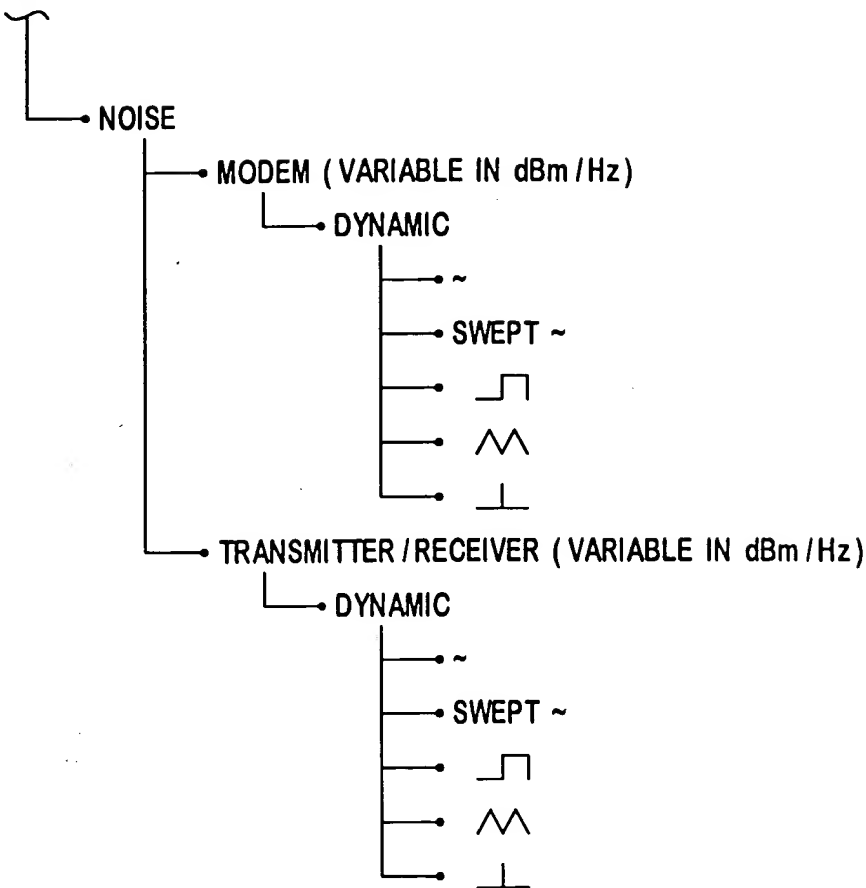 NOISE
MODEM (VARIABLE IN dBm/Hz)
DYNAMIC
~
SWEPT ~
TRANSMITTER/RECEIVER (VARIABLE IN dBm/Hz)
DYNAMIC
~
SWEPT ~